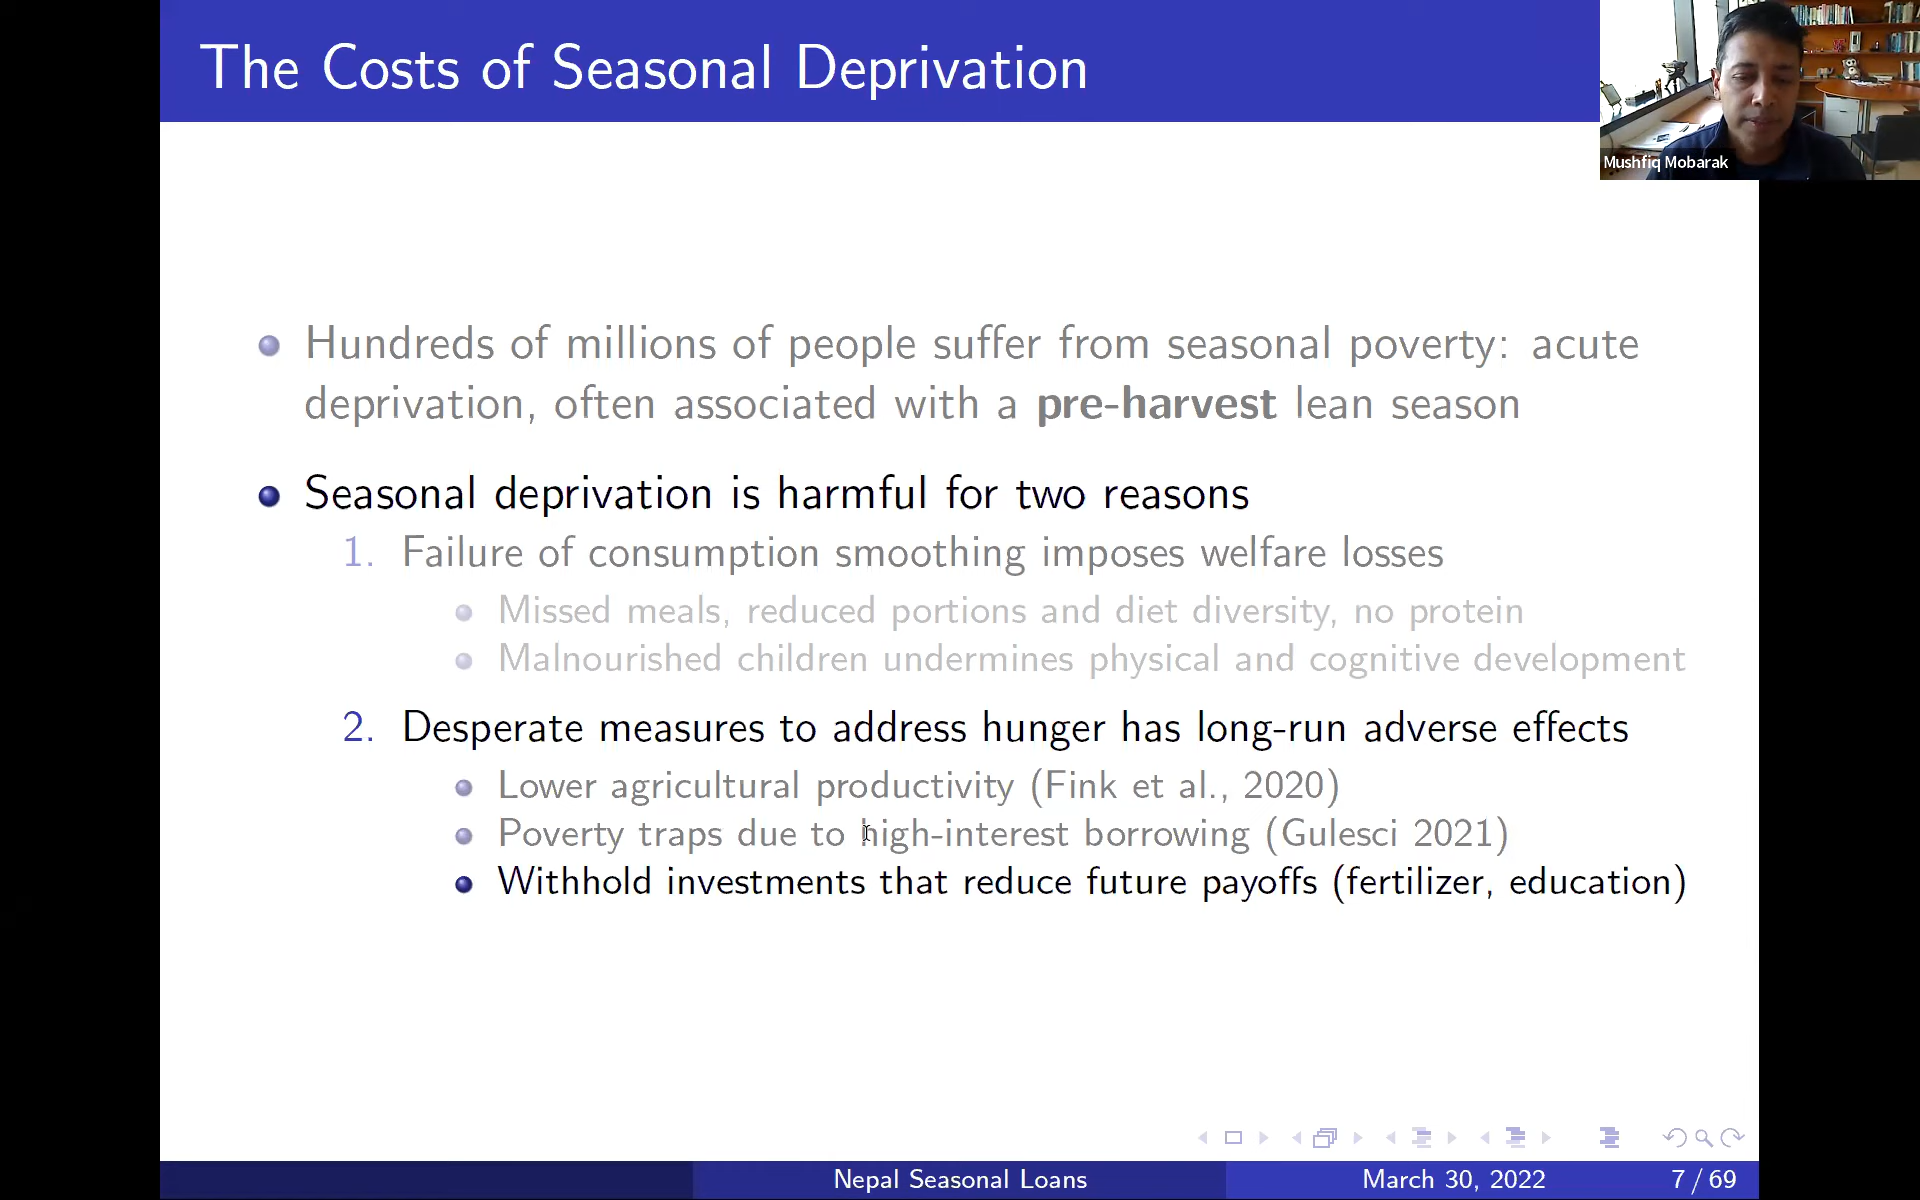 The Costs of Seasonal Deprivation
Mushfiq Mobarak
Hundreds of millions of people suffer from seasonal poverty: acute
deprivation, often associated with a pre-harvest lean season
Seasonal deprivation is harmful for two reasons
1. Failure of consumption smoothing imposes welfare losses
Missed meals, reduced portions and diet diversity, no protein
Malnourished children undermines physical and cognitive development
2. Desperate measures to address hunger has long-run adverse effects
Lower agricultural productivity (Fink et al., 2020)
Poverty traps due to high-interest borrowing (Gulesci 2021)
Withhold investments that reduce future payoffs (fertilizer, education)
Nepal Seasonal Loans March 30, 2022 7 / 69